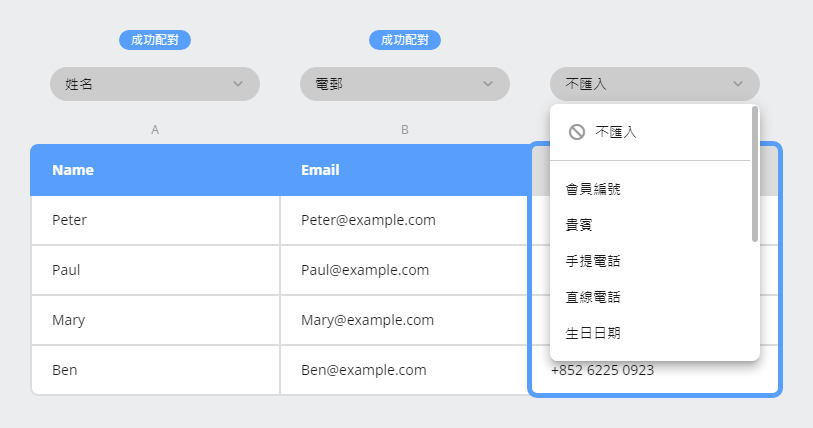 成功配對
成功配對
姓名
電郵
不匯入
A
B
不匯入
Name
Email
會員編號
Peter
Peter@example.com
貴賓
手提電話
Paul
Paul@example.com
直線電話
Mary
Mary@example.com
生日日期
Ben
Ben@example.com
+852 6225 0923